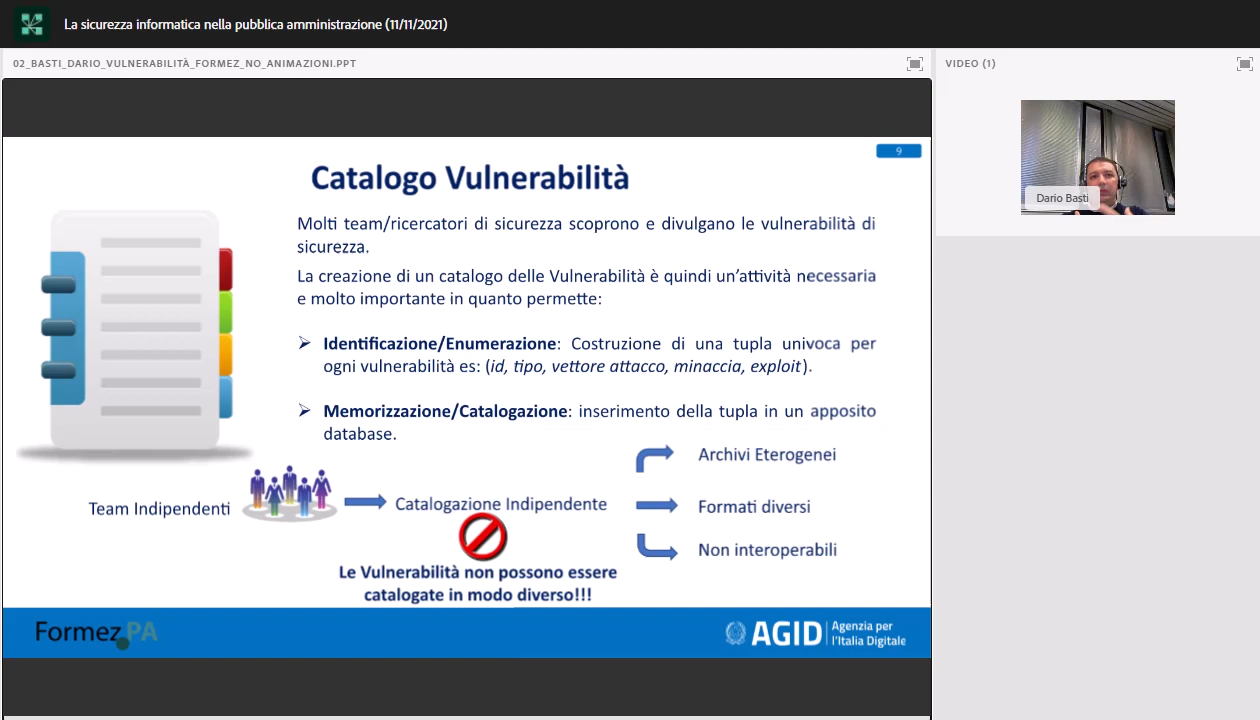 La sicurezza informatica nella pubblica amministrazione (11/11/2021)
02_BASTI_DARIO_VULNERABILITÀ_FORMEZ_NO_ANIMAZIONI.PPT
VIDEO (1)
Dario Basti
9
Catalogo Vulnerabilità
Molti team/ricercatori di sicurezza scoprono e divulgano le vulnerabilità di
sicurezza.
La creazione di un catalogo delle Vulnerabilità è quindi un'attività necessaria
e molto importante in quanto permette:
Identificazione/Enumerazione: Costruzione di una tupla univoca per
ogni vulnerabilità es: (id, tipo, vettore attacco, minaccia, exploit).
Memorizzazione/Catalogazione: inserimento della tupla in un apposito
database.
Team Indipendenti
Catalogazione Indipendente
Archivi Eterogenei
Formati diversi
Non interoperabili
Le Vulnerabilità non possono essere
catalogate in modo diverso!!!
Formez PA
AGID
Agenzia per
l'Italia Digitale